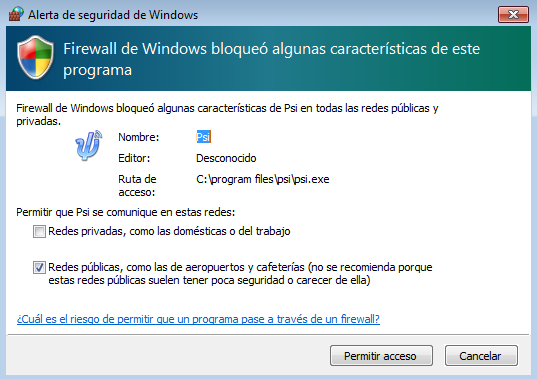 Alerta de seguridad de Windows
Firewall de Windows bloqueó algunas características de este
programa
Firewall de Windows bloqueó algunas características de Psi en todas las redes públicas y
privadas.
Nombre: Psi
Editor: Desconocido
Ruta de
acceso: C:\program files\psi\psi.exe
Permitir que Psi se comunique en estas redes:
Redes privadas, como las domésticas o del trabajo
Redes públicas, como las de aeropuertos y cafeterías (no se recomienda porque
estas redes públicas suelen tener poca seguridad o carecer de ella)
¿Cuál es el riesgo de permitir que un programa pase a través de un firewall?
Permitir acceso Cancelar